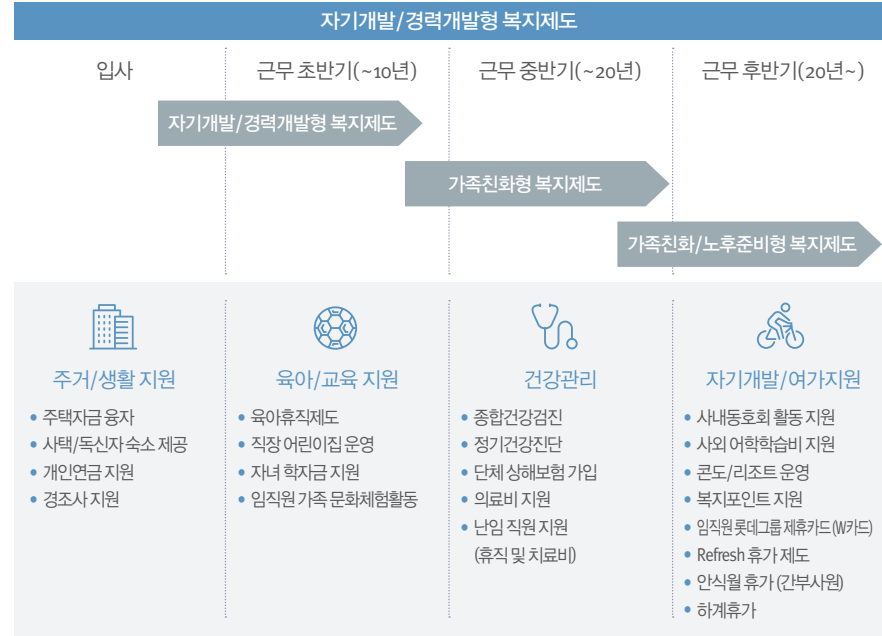 자기개발/경력개발형 복지제도
입사
근무 초반기(~10년)
근무 중반기(~20년)
근무 후반기(20년~)
자기개발/경력개발형 복지제도
가족친화형 복지제도
가족친화/노후준비형 복지제도
주거/생활 지원
• 주택자금 융자
• 사택/독신자 숙소 제공
• 개인연금 지원
• 경조사 지원
육아/교육 지원
• 육아휴직제도
• 직장 어린이집 운영
• 자녀 학자금 지원
• 임직원 가족 문화체험활동
건강관리
• 종합건강검진
• 정기건강진단
• 단체 상해보험 가입
• 의료비 지원
• 난임 직원 지원
(휴직 및 치료비)
자기개발/여가지원
• 사내동호회 활동 지원
• 사외 어학학습비 지원
• 콘도/리조트 운영
• 복지포인트 지원
• 임직원 롯데그룹 제휴카드 (W카드)
• Refresh 휴가 제도
• 안식월 휴가 (간부사원)
• 하계휴가